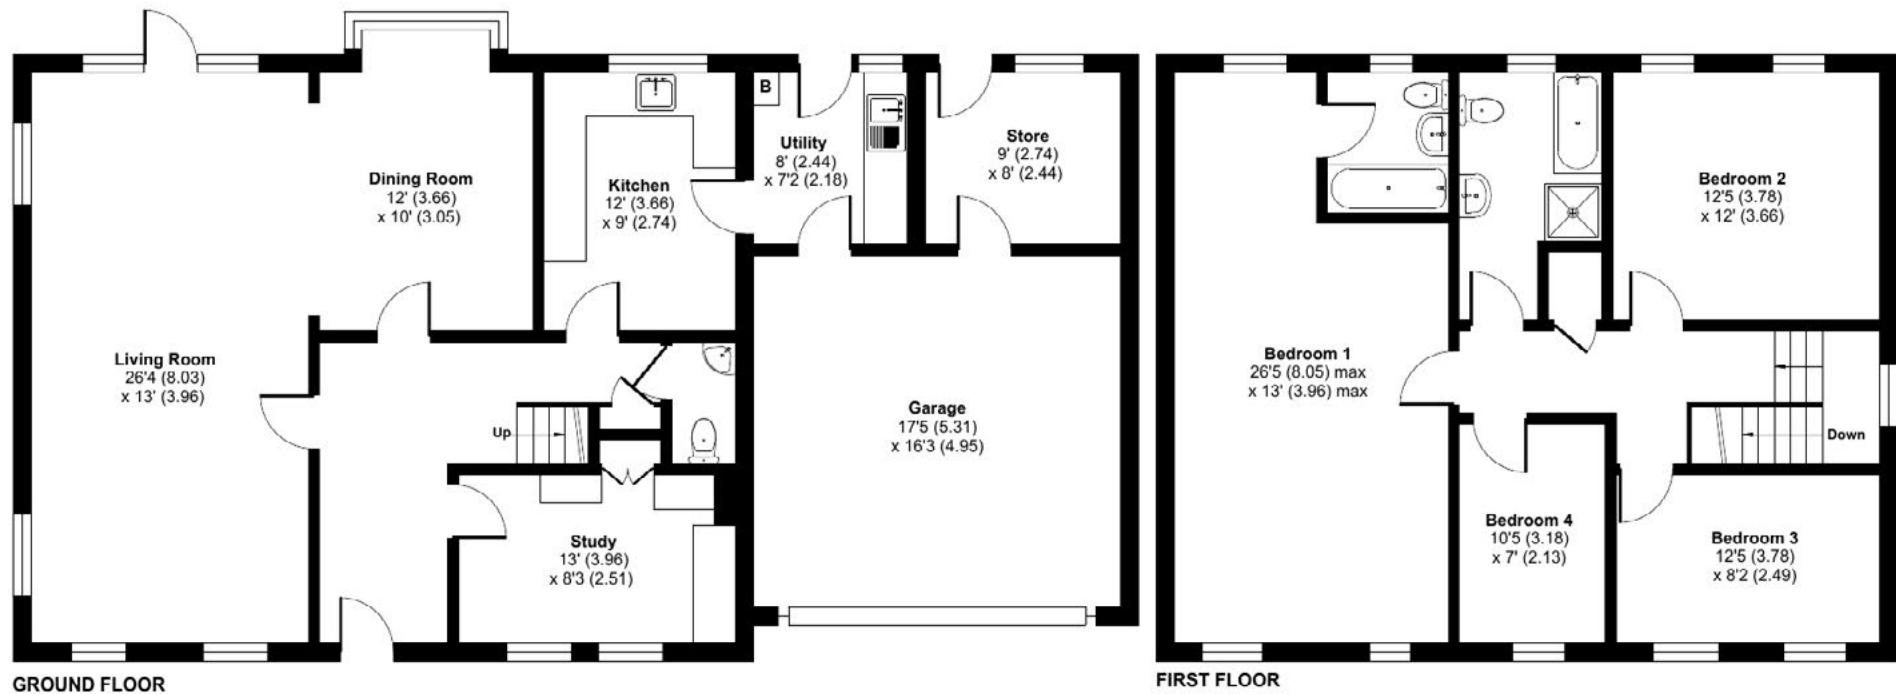 B
Utility
8' (2.44)
x 7'2 (2.18)
Store
9' (2.74)
x 8' (2.44)
Dining Room
12' (3.66)
x 10' (3.05)
Kitchen
12' (3.66)
x 9' (2.74)
Living Room
26'4 (8.03)
x 13' (3.96)
Up
Garage
17'5 (5.31)
x 16'3 (4.95)
Study
13' (3.96)
x 8'3 (2.51)
GROUND FLOOR
Bedroom 2
12'5 (3.78)
x 12' (3.66)
Bedroom 1
26'5 (8.05) max
x 13' (3.96) max
Down
Bedroom 4
10'5 (3.18)
x 7' (2.13)
Bedroom 3
12'5 (3.78)
x 8'2 (2.49)
FIRST FLOOR